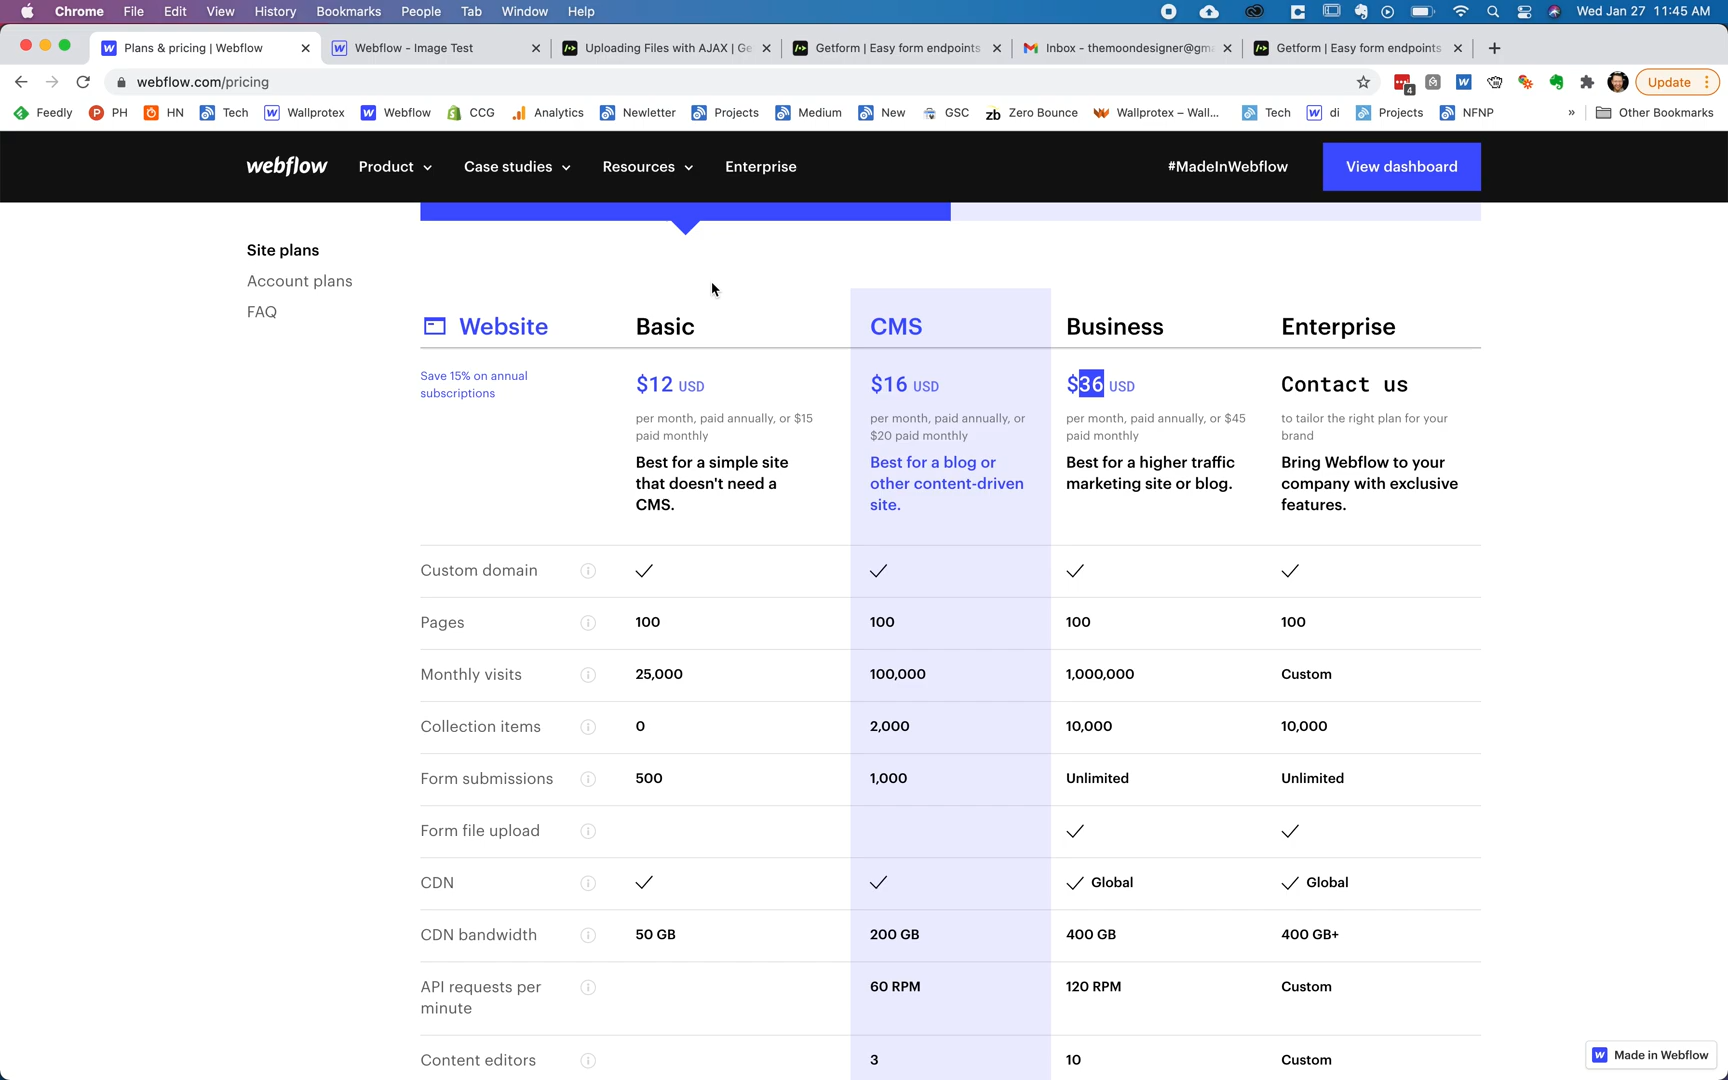 Chrome File Edit View History Bookmarks People Tab Window Help Wed Jan 27 11:45 AM
Plans & pricing | Webflow Webflow - Image Test Uploading Files with AJAX | Ge Getform | Easy form endpoints Inbox - themoondesigner@gm Getform | Easy form endpoints
webflow.com/pricing 4 Update
Feedly PH HN Tech Wallprotex Webflow CCG Analytics Newletter Projects Medium New GSC Zero Bounce Wallprotex – Wall... Tech di Projects NFNP » Other Bookmarks
webflow Product Case studies Resources Enterprise #MadeInWebflow View dashboard
Site plans
Account plans
FAQ
Website Basic CMS Business Enterprise
Save 15% on annual
subscriptions
$12 USD
per month, paid annually, or $15
paid monthly
Best for a simple site
that doesn't need a
CMS.
$16 USD
per month, paid annually, or
$20 paid monthly
Best for a blog or
other content-driven
site.
$36 USD
per month, paid annually, or $45
paid monthly
Best for a higher traffic
marketing site or blog.
Contact us
to tailor the right plan for your
brand
Bring Webflow to your
company with exclusive
features.
Custom domain
Pages 100 100 100 100
Monthly visits 25,000 100,000 1,000,000 Custom
Collection items 0 2,000 10,000 10,000
Form submissions 500 1,000 Unlimited Unlimited
Form file upload
CDN Global Global
CDN bandwidth 50 GB 200 GB 400 GB 400 GB+
API requests per
minute
60 RPM 120 RPM Custom
Content editors 3 10 Custom
Made in Webflow